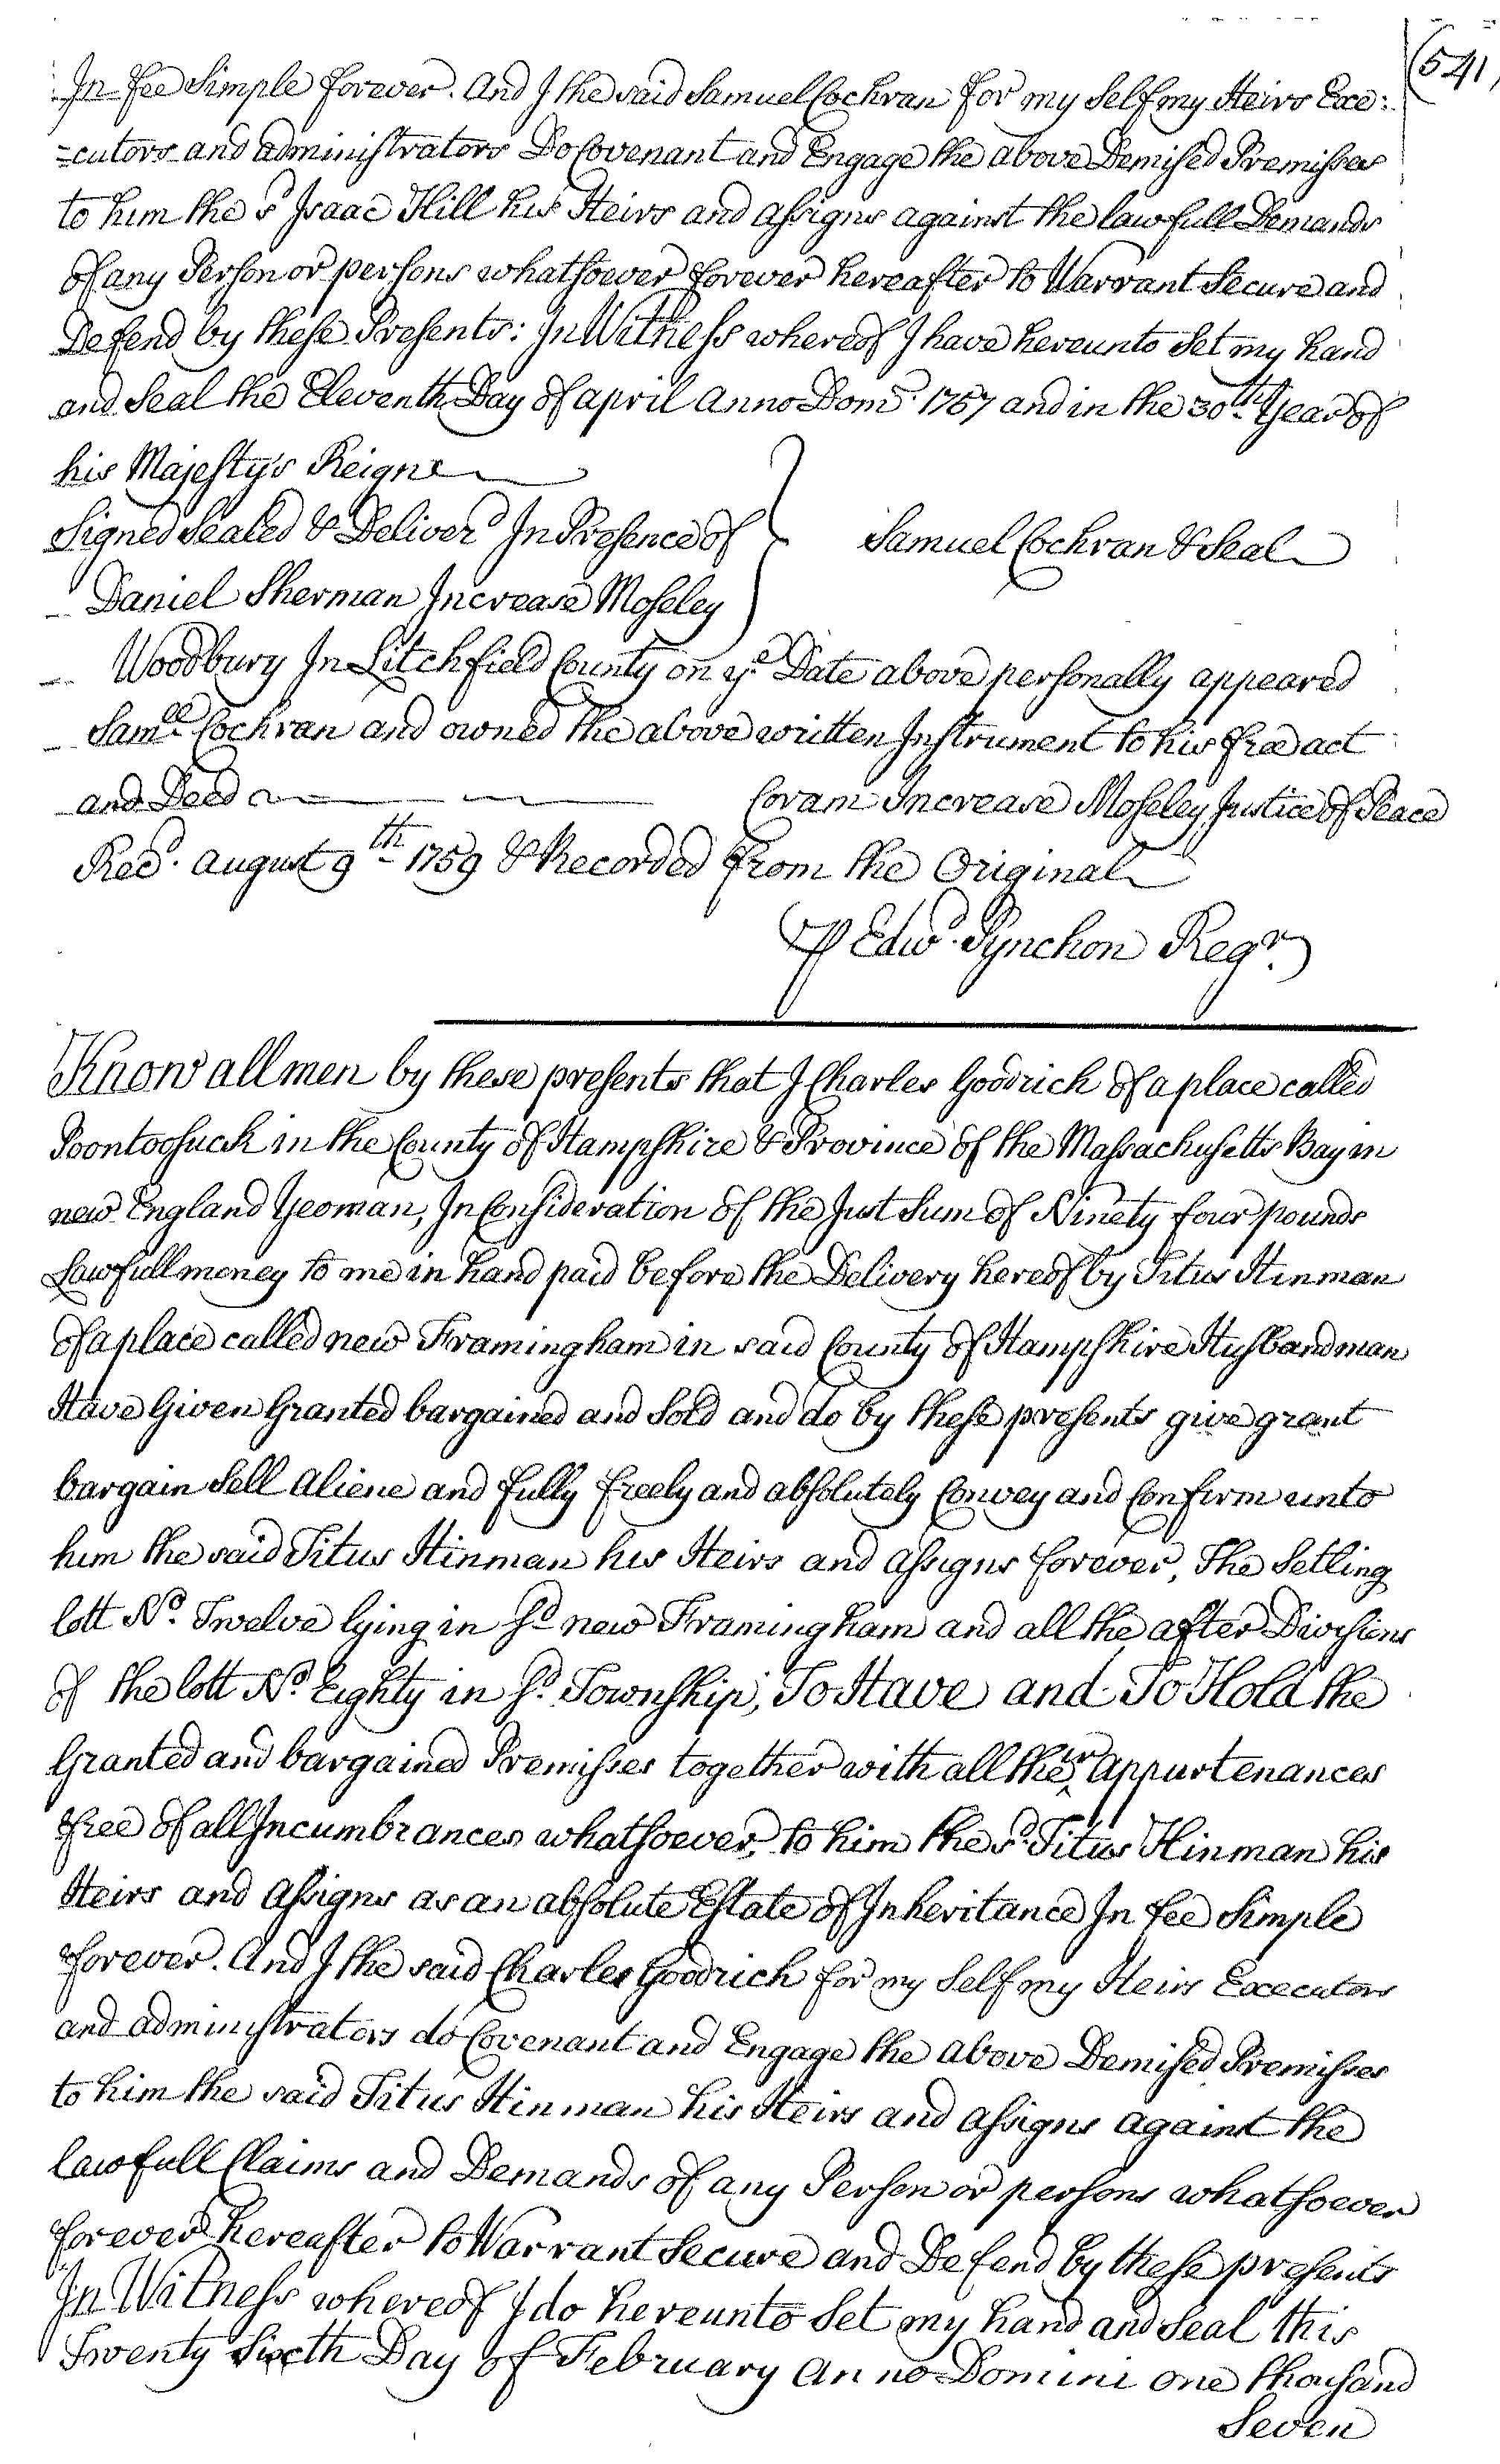 (541,
In fee Simple forever. And I the said Samuel Cochran for my Self my Heirs Exe:
=cutors and administrators Do Covenant and Engage the above Demised Premisses
to him the sd Isaac Hill his Heirs and assigns against the lawfull Demands
of any Person or persons whatsoever forever hereafter to Warrant Secure and
Defend by these Presents: In Witness whereof I have hereunto Set my hand
and Seal the Eleventh Day of april Anno Dom. 1757 and in the 30th Year of
his Majesty's Reigne
Signed Sealed & Deliverd In Presence of
Samuel Cochran & Seal
Daniel Sherman Increase Moseley
Woodbury In Litchfield County on ye Date above personally appeared
Samll Cochran and owned the above written Instrument to his free act
and Deed
Coram Increase Moseley Justice of Peace
Recd. august 9th 1759 & Recorded from the Original
P Edwd. Pynchon Regr.
Know all men by these presents that I Charles Goodrich of a place called
Poontoosuck in the County of Hampshire & Province of the Massachusetts Bay in
new England Yeoman, In Consideration of the Just Sum of Ninety four pounds
Lawfull money to me in hand paid before the Delivery hereof by Titus Hinman
of a place called new Framingham in said County of Hampshire Husbandman
Have Given Granted bargained and Sold and do by these presents give grant
bargain Sell aliene and fully freely and absolutely Convey and Confirm unto
him the said Titus Hinman his Heirs and assigns forever, The Setling
lott No. Twelve lying in sd new Framingham and all the after Divisions
of the lott No. Eighty in sd. Township, To Have and To Hold the
Granted and bargained Premisses together with all their appurtenances
free of all Incumbrances whatsoever, to him the sd. Titus Hinman his
Heirs and assigns as an absolute Estate of Inheritance In fee Simple
forever. And I the said Charles Goodrich for my Self my Heirs Executors
and administrators do Covenant and Engage the above Demised Premisses
to him the said Titus Hinman his Heirs and assigns against the
lawfull Claims and Demands of any Person or persons whatsoever
forever hereafter to Warrant Secure and Defend by these presents
In Witness whereof I do hereunto Set my hand and Seal this
Twenty Sixth Day of February anno Domini one thousand
Seven